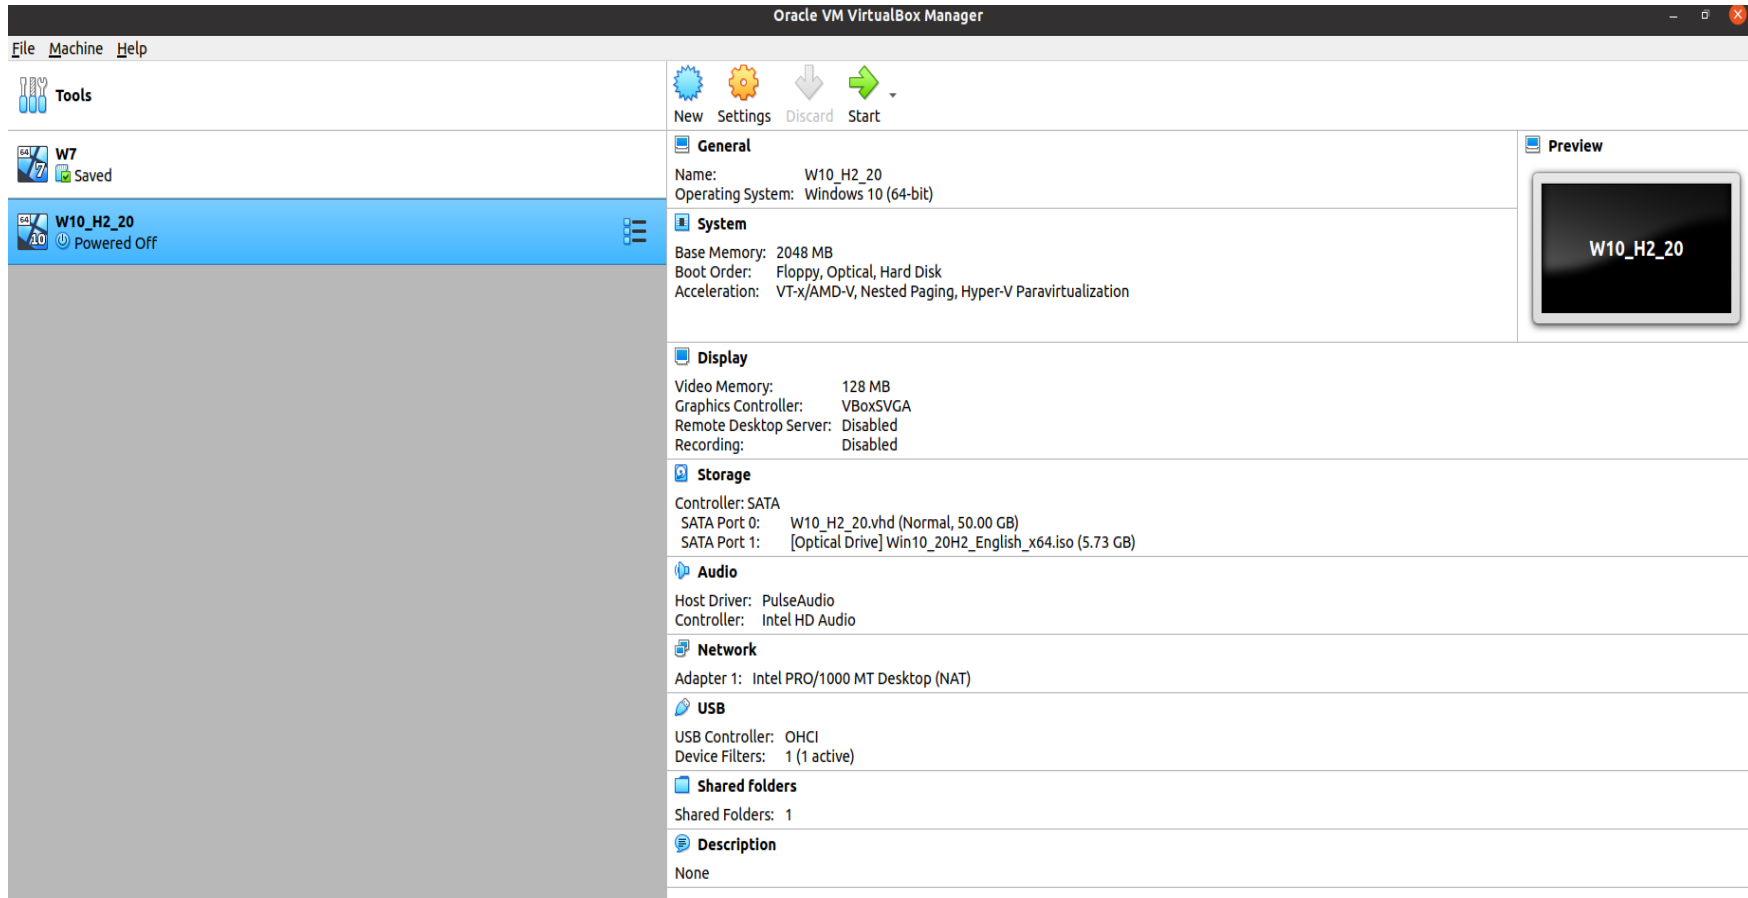 Oracle VM VirtualBox Manager
File Machine Help
Tools
64 7 W7
Saved
64 10 W10_H2_20
Powered Off
New Settings Discard Start
General
Name: W10_H2_20
Operating System: Windows 10 (64-bit)
System
Base Memory: 2048 MB
Boot Order: Floppy, Optical, Hard Disk
Acceleration: VT-x/AMD-V, Nested Paging, Hyper-V Paravirtualization
Preview
W10_H2_20
Display
Video Memory: 128 MB
Graphics Controller: VBoxSVGA
Remote Desktop Server: Disabled
Recording: Disabled
Storage
Controller: SATA
SATA Port 0: W10_H2_20.vhd (Normal, 50.00 GB)
SATA Port 1: [Optical Drive] Win10_20H2_English_x64.iso (5.73 GB)
Audio
Host Driver: PulseAudio
Controller: Intel HD Audio
Network
Adapter 1: Intel PRO/1000 MT Desktop (NAT)
USB
USB Controller: OHCI
Device Filters: 1 (1 active)
Shared folders
Shared Folders: 1
Description
None